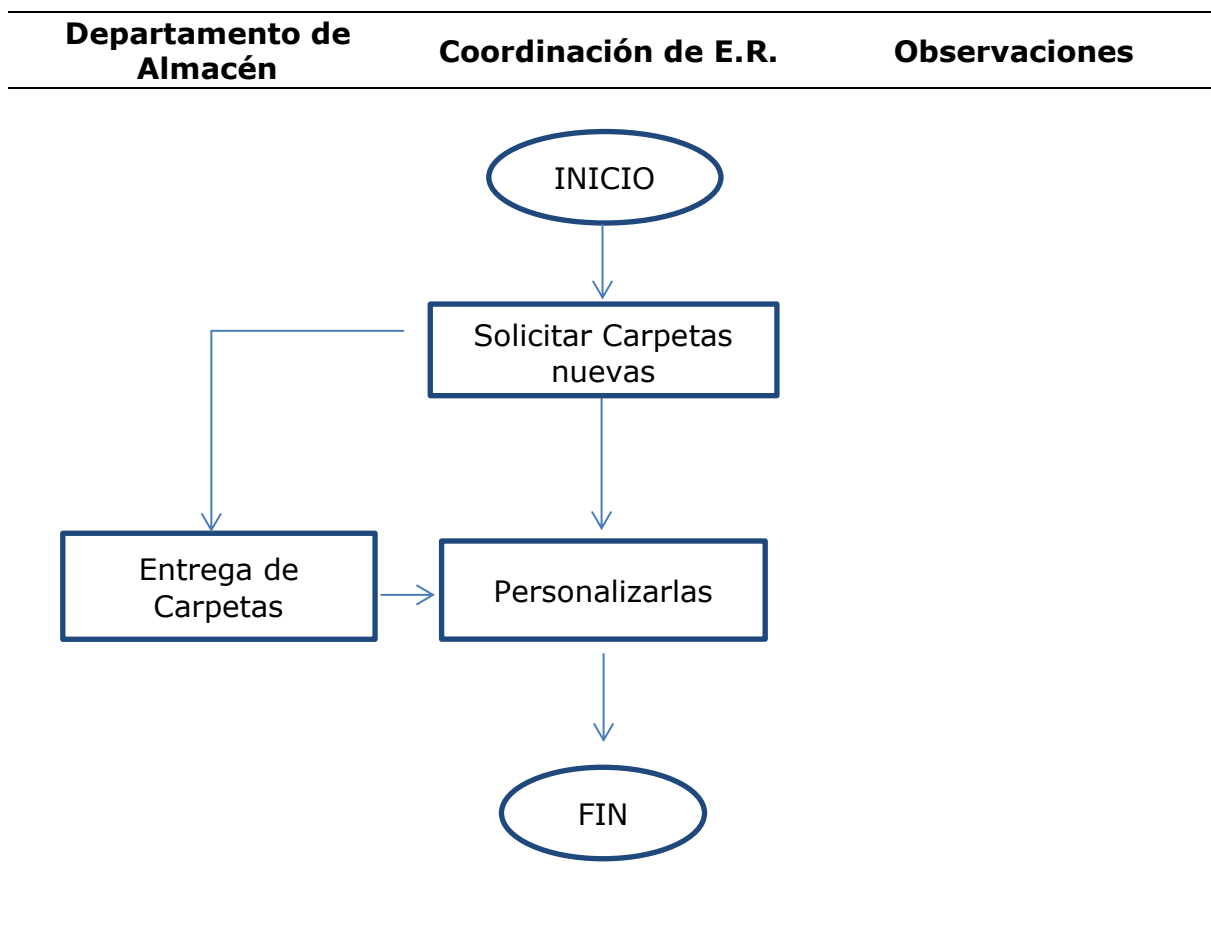 Departamento de
Almacén
Coordinación de E.R.
Observaciones
INICIO
Solicitar Carpetas
nuevas
Entrega de
Carpetas
Personalizarlas
FIN